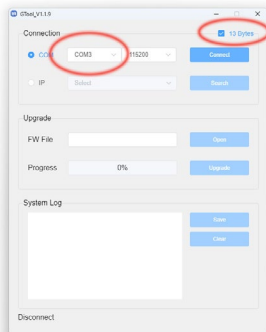 GTool_V1.1.9
Connection
13 Bytes
COM
COM3
115200
Connect
IP
Select
Search
Upgrade
FW File
Open
Progress
0%
Upgrade
System Log
Save
Clear
Disconnect